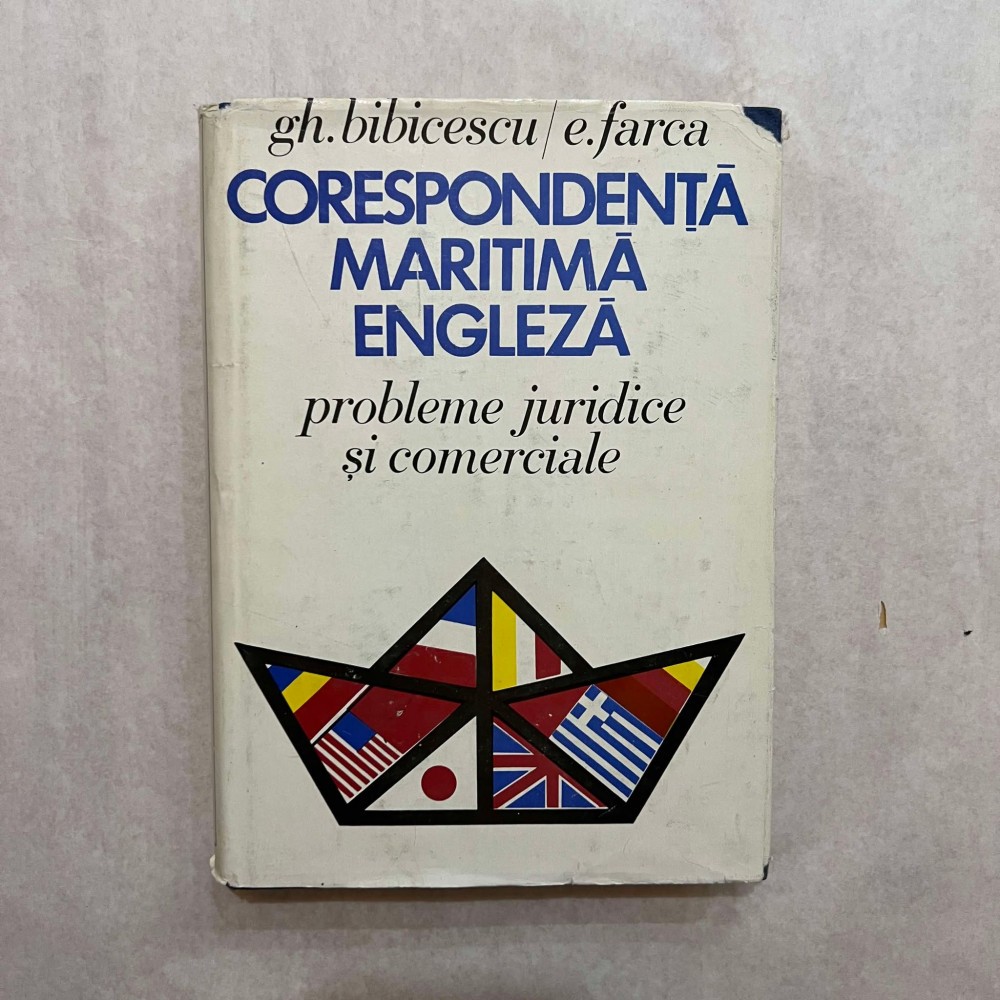 gh. bibicescu / e. farca
CORESPONDENȚĂ
MARITIMĂ
ENGLEZĂ
probleme juridice
și comerciale